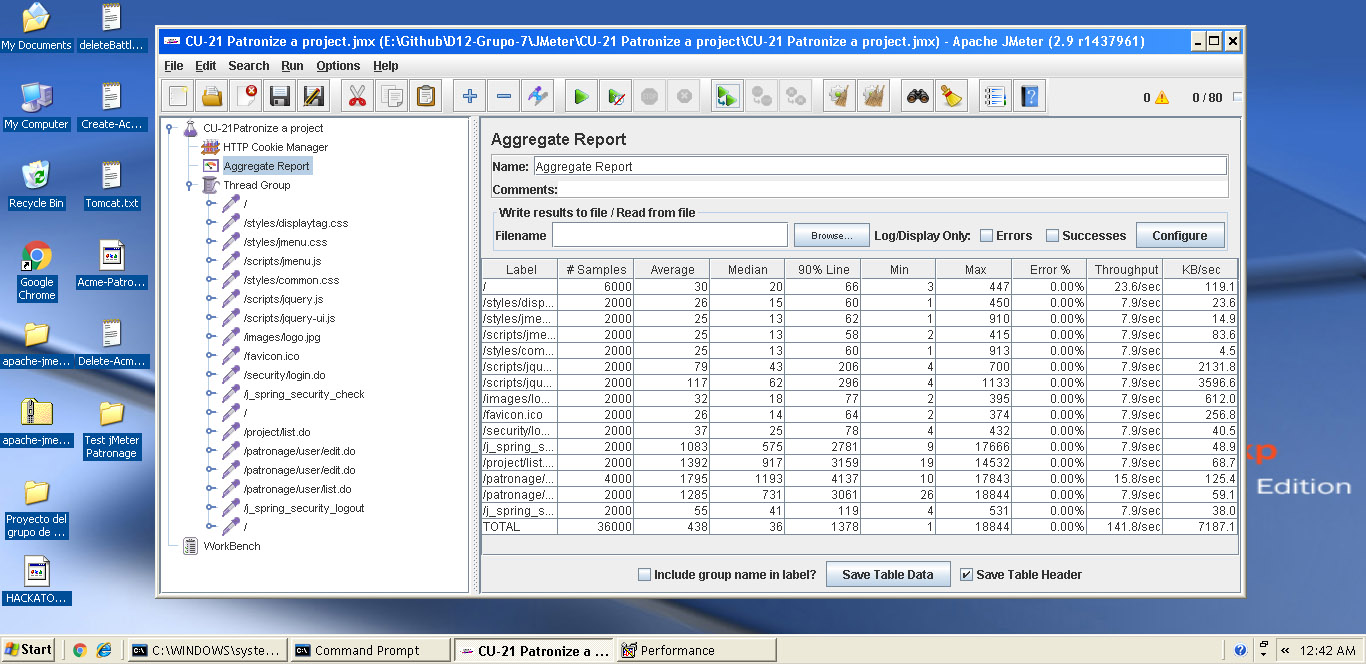 My Documents
deleteBattl...
My Computer
Create-Ac...
Recycle Bin
Tomcat.txt
Google Chrome
Acme-Patro...
apache-jme...
Delete-Acm...
apache-jme...
Test jMeter Patronage
Proyecto del grupo de ...
HACKATO...
CU-21 Patronize a project.jmx (E:\Github\D12-Grupo-7\JMeter\CU-21 Patronize a project\CU-21 Patronize a project.jmx) - Apache JMeter (2.9 r1437961)
File Edit Search Run Options Help
0 0 / 80
CU-21Patronize a project
HTTP Cookie Manager
Aggregate Report
Thread Group
/
/styles/displaytag.css
/styles/jmenu.css
/scripts/jmenu.js
/styles/common.css
/scripts/jquery.js
/scripts/jquery-ui.js
/images/logo.jpg
/favicon.ico
/security/login.do
/j_spring_security_check
/
/project/list.do
/patronage/user/edit.do
/patronage/user/edit.do
/patronage/user/list.do
/j_spring_security_logout
/
WorkBench
Aggregate Report
Name: Aggregate Report
Comments:
Write results to file / Read from file
Filename Browse... Log/Display Only: Errors Successes Configure
Label # Samples Average Median 90% Line Min Max Error % Throughput KB/sec
/ 6000 30 20 66 3 447 0.00% 23.6/sec 119.1
/styles/disp... 2000 26 15 60 1 450 0.00% 7.9/sec 23.6
/styles/jme... 2000 25 13 62 1 910 0.00% 7.9/sec 14.9
/scripts/jme... 2000 25 13 58 2 415 0.00% 7.9/sec 83.6
/styles/com... 2000 25 13 60 1 913 0.00% 7.9/sec 4.5
/scripts/jqu... 2000 79 43 206 4 700 0.00% 7.9/sec 2131.8
/scripts/jqu... 2000 117 62 296 4 1133 0.00% 7.9/sec 3596.6
/images/lo... 2000 32 18 77 2 395 0.00% 7.9/sec 612.0
/favicon.ico 2000 26 14 64 2 374 0.00% 7.9/sec 256.8
/security/lo... 2000 37 25 78 4 432 0.00% 7.9/sec 40.5
/j_spring_s... 2000 1083 575 2781 9 17666 0.00% 7.9/sec 48.9
/project/list.... 2000 1392 917 3159 19 14532 0.00% 7.9/sec 68.7
/patronage/... 4000 1795 1193 4137 10 17843 0.00% 15.8/sec 125.4
/patronage/... 2000 1285 731 3061 26 18844 0.00% 7.9/sec 59.1
/j_spring_s... 2000 55 41 119 4 531 0.00% 7.9/sec 38.0
TOTAL 36000 438 36 1378 1 18844 0.00% 141.8/sec 7187.1
Include group name in label? Save Table Data Save Table Header
xp
Edition
Start C:\WINDOWS\syste... Command Prompt CU-21 Patronize a ... Performance 12:42 AM